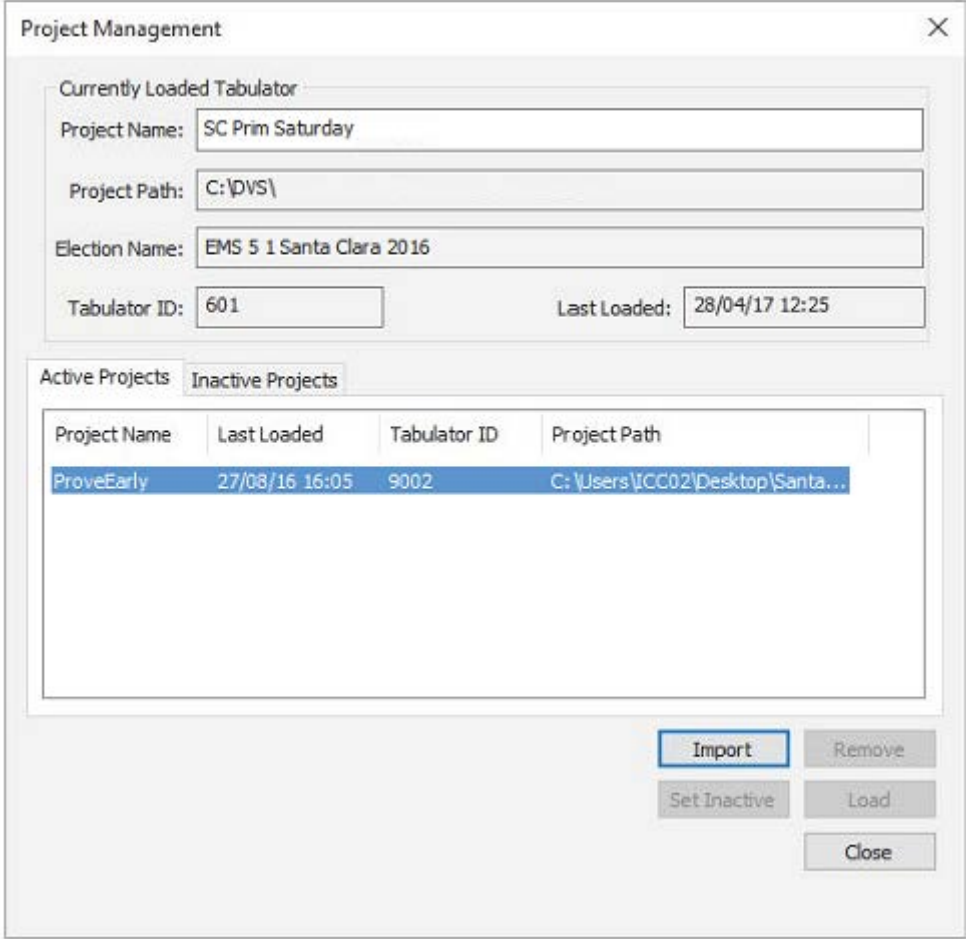 Project Management
Currently Loaded Tabulator
Project Name: SC Prim Saturday
Project Path: C:\DVS\
Election Name: EMS 5 1 Santa Clara 2016
Tabulator ID: 601 Last Loaded: 28/04/17 12:25
Active Projects Inactive Projects
Project Name Last Loaded Tabulator ID Project Path
ProveEarly 27/08/16 16:05 9002 C:\Users\ICC02\Desktop\Santa...
Import Remove
Set Inactive Load
Close